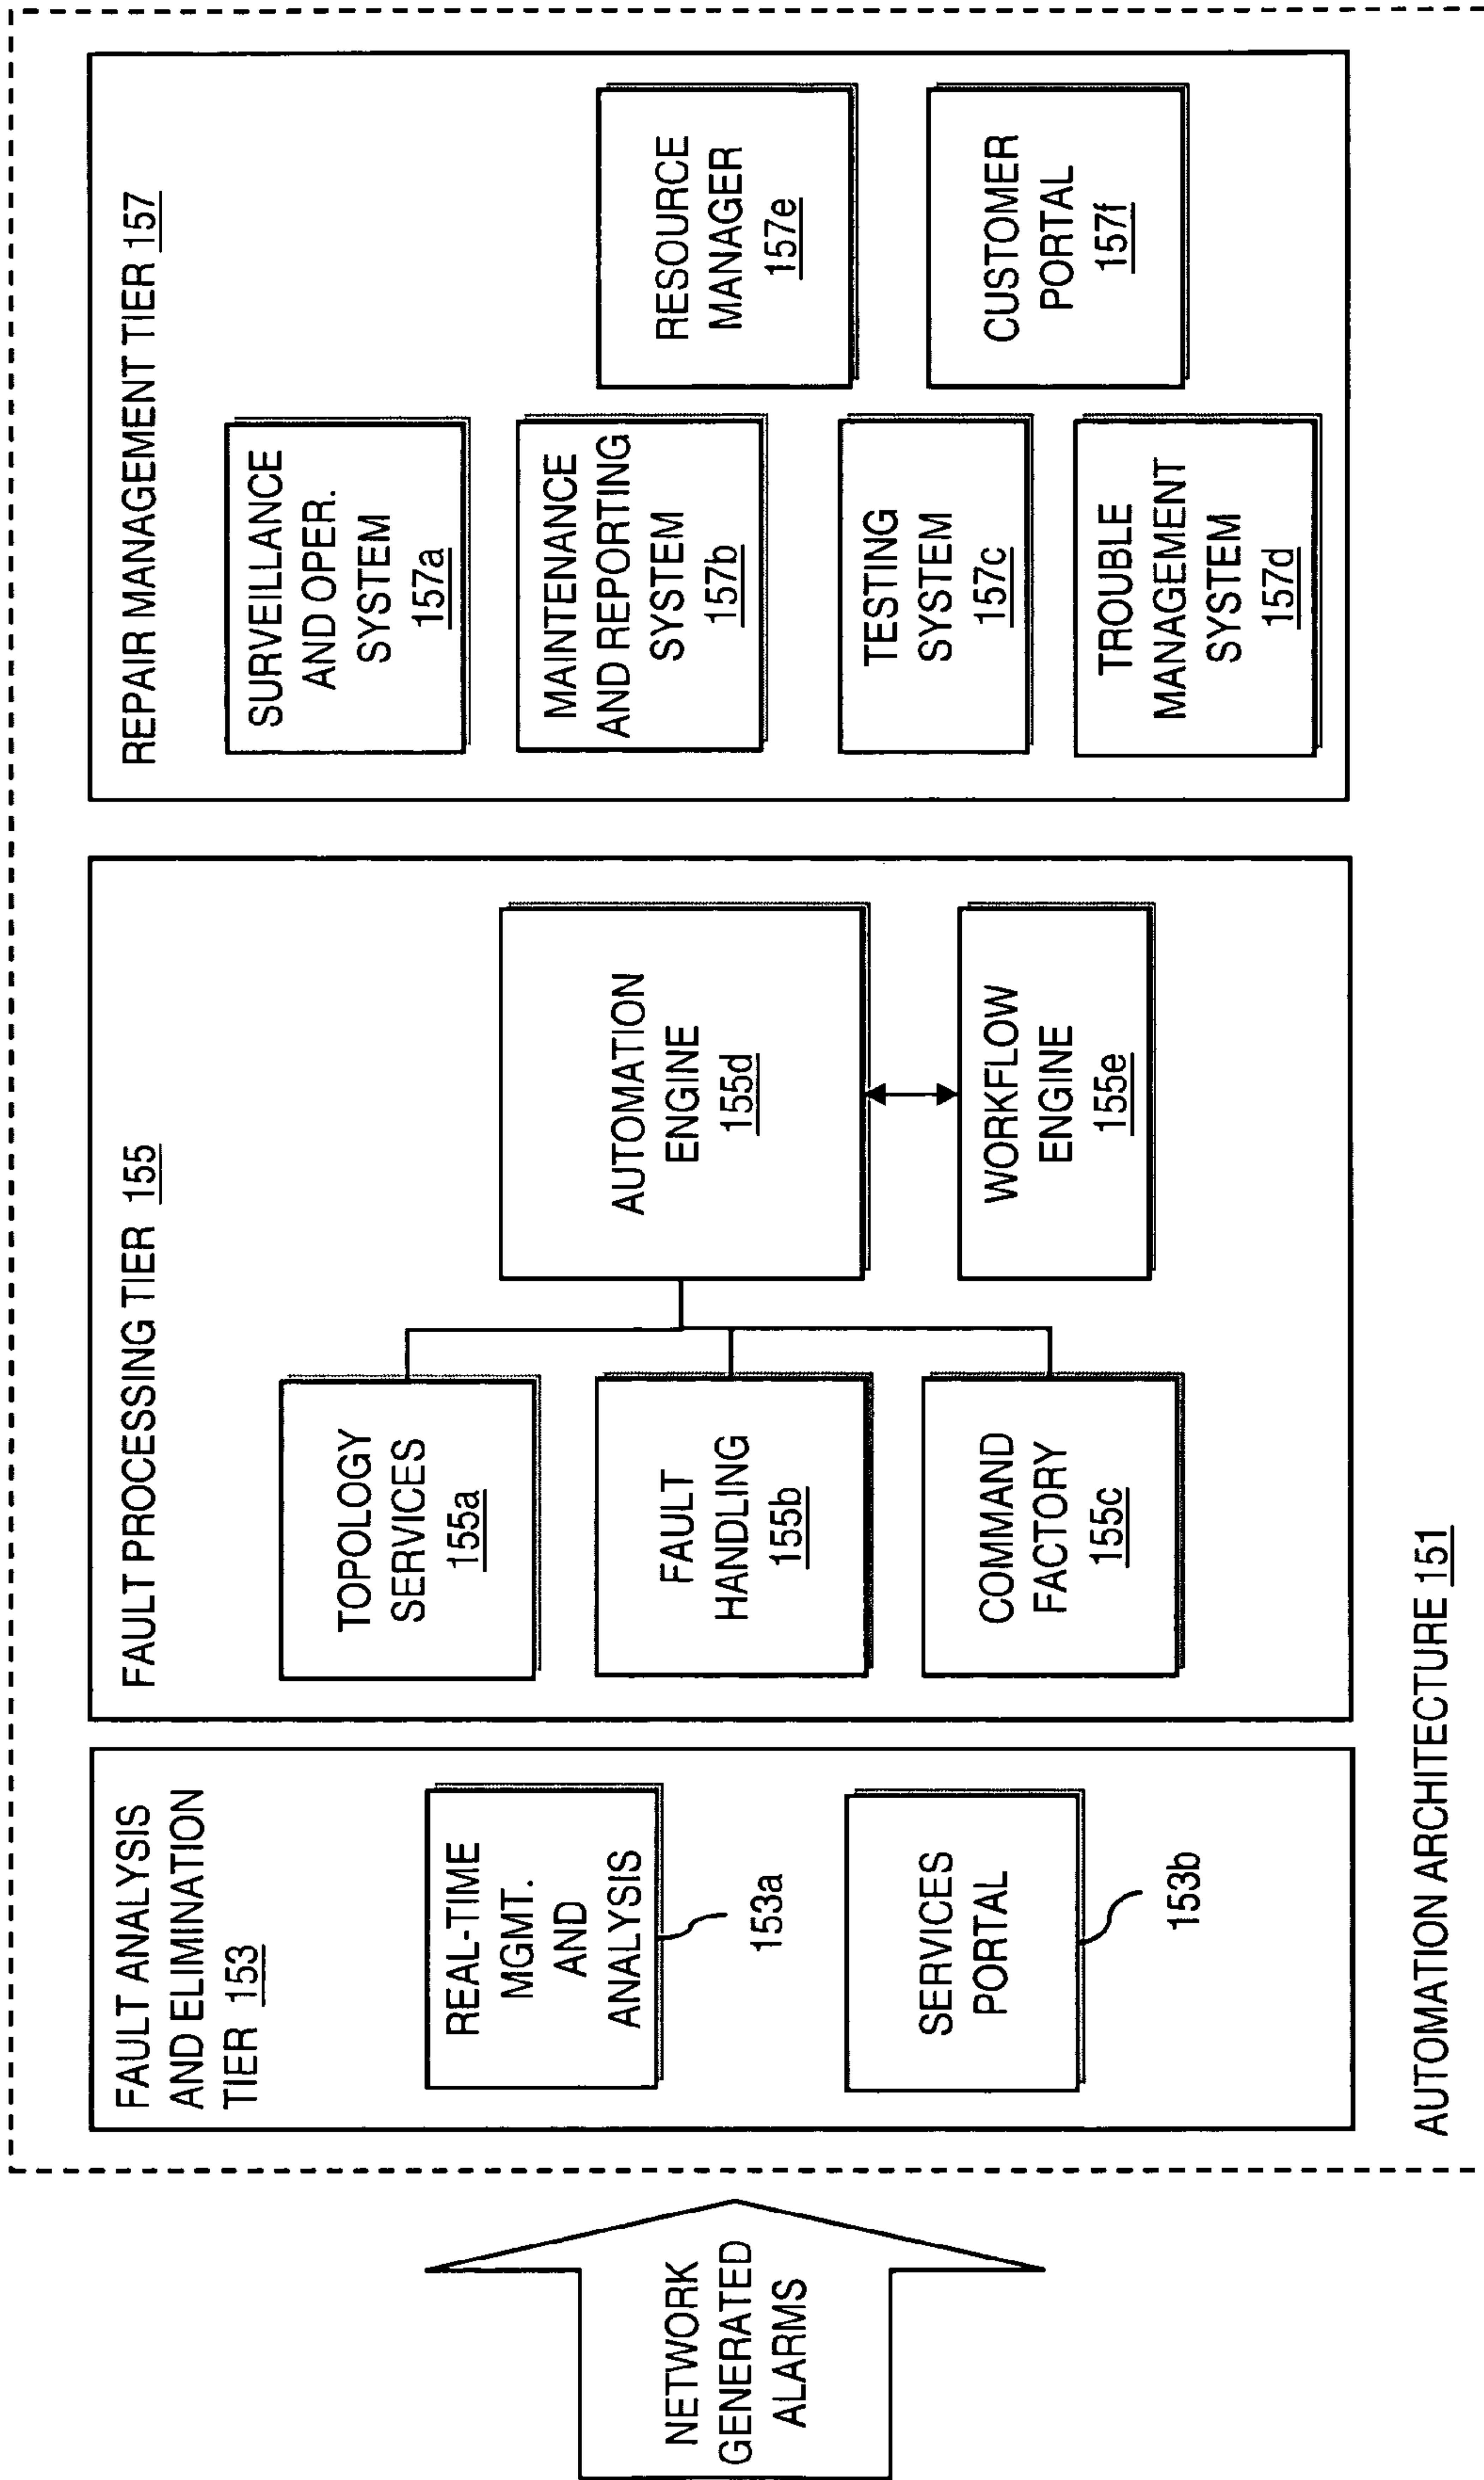 NETWORK
GENERATED
ALARMS
FAULT ANALYSIS
AND ELIMINATION
TIER 153
REAL-TIME
MGMT.
AND
ANALYSIS
153a
SERVICES
PORTAL
153b
FAULT PROCESSING TIER 155
TOPOLOGY
SERVICES
155a
FAULT
HANDLING
155b
COMMAND
FACTORY
155c
AUTOMATION
ENGINE
155d
WORKFLOW
ENGINE
155e
REPAIR MANAGEMENT TIER 157
SURVEILLANCE
AND OPER.
SYSTEM
157a
MAINTENANCE
AND REPORTING
SYSTEM
157b
TESTING
SYSTEM
157c
TROUBLE
MANAGEMENT
SYSTEM
157d
RESOURCE
MANAGER
157e
CUSTOMER
PORTAL
157f
AUTOMATION ARCHITECTURE 151